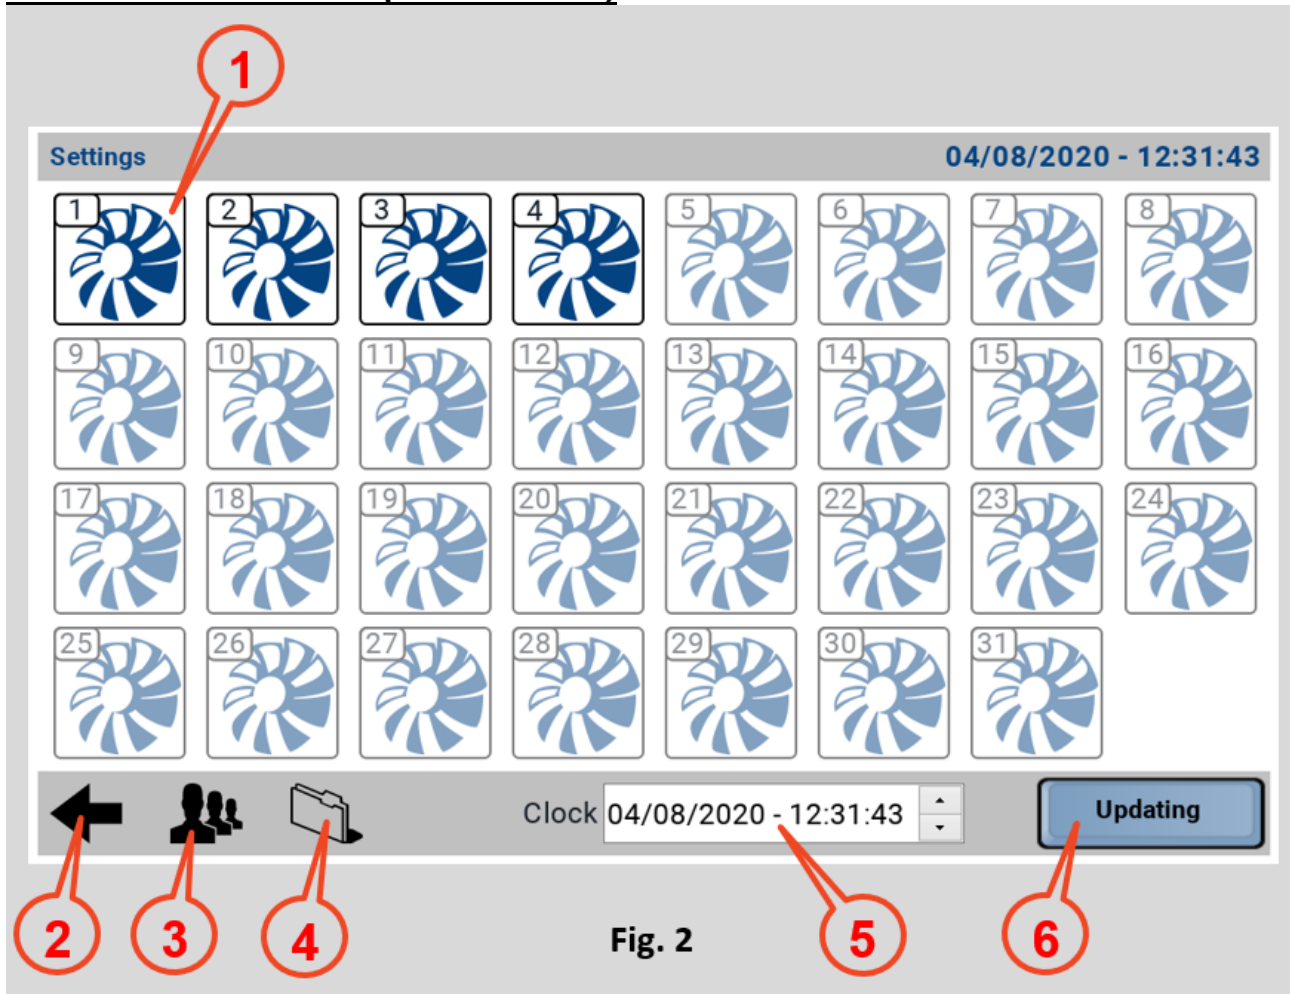 1
Settings 04/08/2020 - 12:31:43
1 2 3 4 5 6 7 8
9 10 11 12 13 14 15 16
17 18 19 20 21 22 23 24
25 26 27 28 29 30 31
Clock 04/08/2020 - 12:31:43 Updating
2 3 4 Fig. 2 5 6